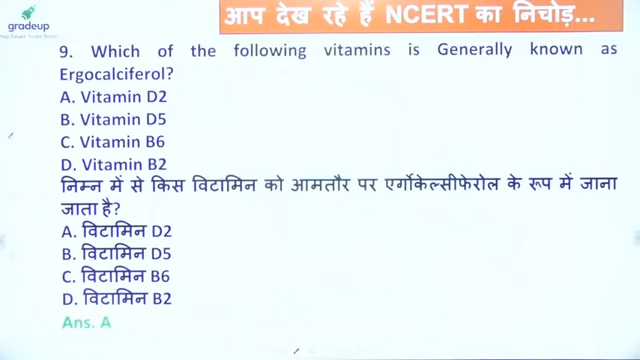 gradeup
आप देख रहे हैं NCERT का निचोड़...
9. Which of the following vitamins is Generally known as
Ergocalciferol?
A. Vitamin D2
B. Vitamin D5
C. Vitamin B6
D. Vitamin B2
निम्न में से किस विटामिन को आमतौर पर एर्गोकेल्सीफेरोल के रूप में जाना
जाता है?
A. विटामिन D2
B. विटामिन D5
C. विटामिन B6
D. विटामिन B2
Ans. A